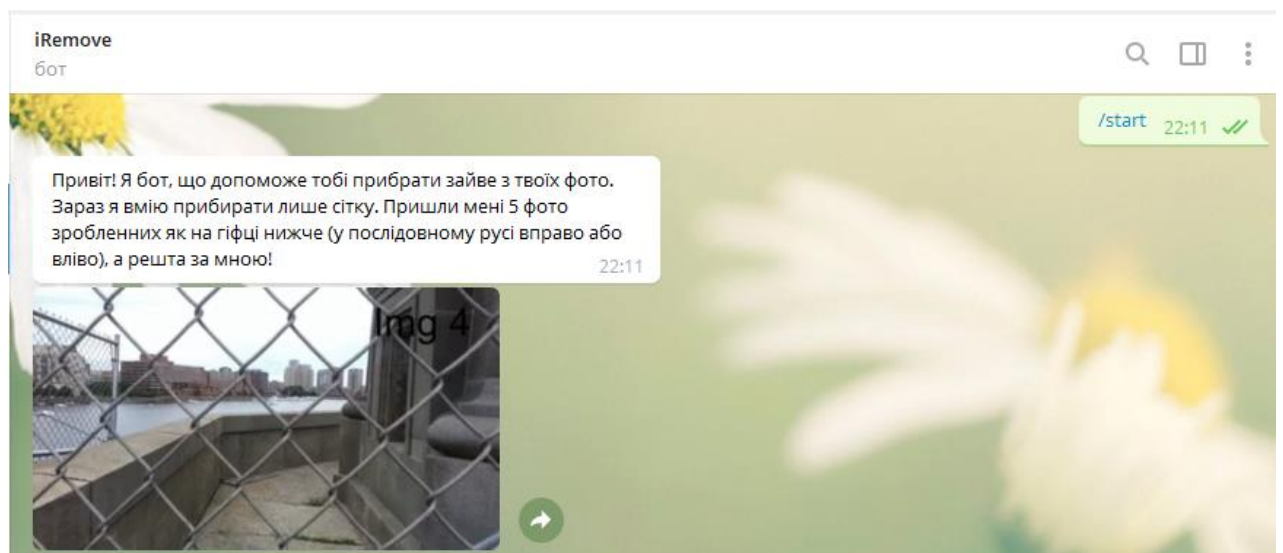 iRemove
бот
/start 22:11
Привіт! Я бот, що допоможе тобі прибрати зайве з твоїх фото.
Зараз я вмію прибирати лише сітку. Пришли мені 5 фото
зробленних як на гіфці нижче (у послідовному русі вправо або
вліво), а решта за мною! 22:11
Img 4